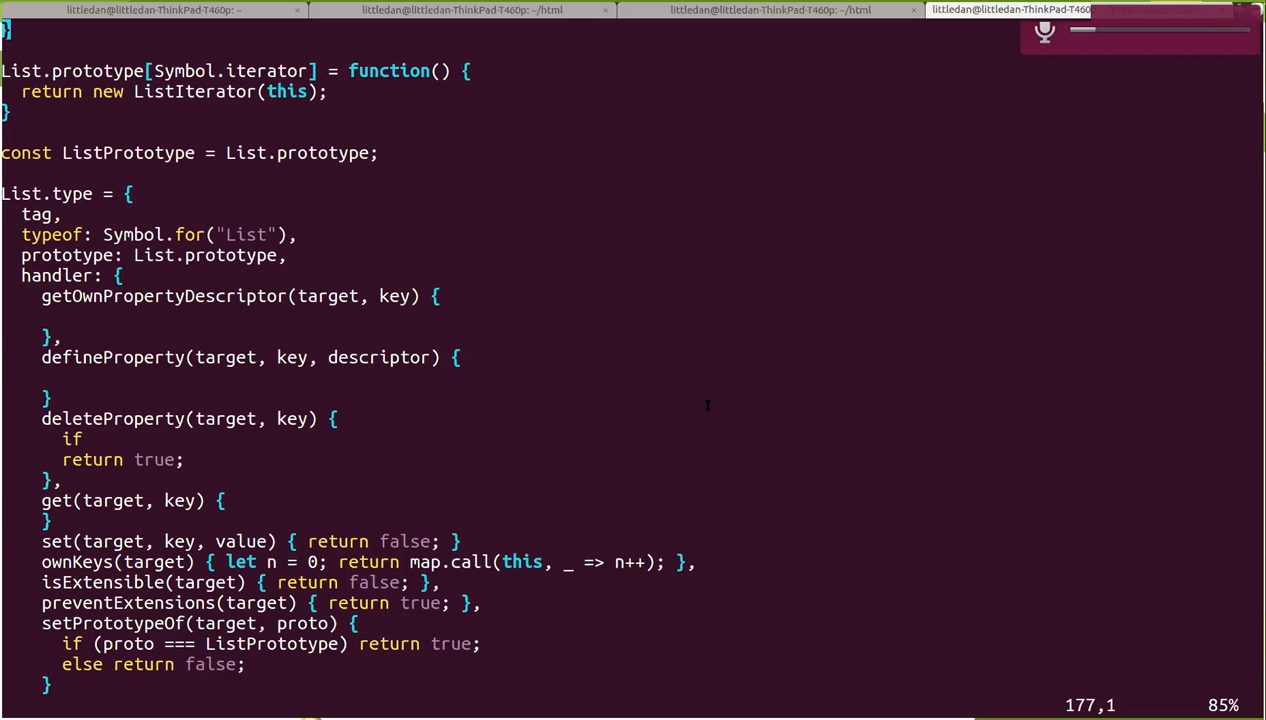 littledan@littledan-ThinkPad-T460p: ~ × littledan@littledan-ThinkPad-T460p: ~/html × littledan@littledan-ThinkPad-T460p: ~/html × littledan@littledan-ThinkPad-T460
}
List.prototype[Symbol.iterator] = function() {
  return new ListIterator(this);
}
const ListPrototype = List.prototype;
List.type = {
  tag,
  typeof: Symbol.for("List"),
  prototype: List.prototype,
  handler: {
    getOwnPropertyDescriptor(target, key) {
    },
    defineProperty(target, key, descriptor) {
    }
    deleteProperty(target, key) {
      if
      return true;
    },
    get(target, key) {
    }
    set(target, key, value) { return false; }
    ownKeys(target) { let n = 0; return map.call(this, _ => n++); },
    isExtensible(target) { return false; },
    preventExtensions(target) { return true; },
    setPrototypeOf(target, proto) {
      if (proto === ListPrototype) return true;
      else return false;
    }
177,1 85%